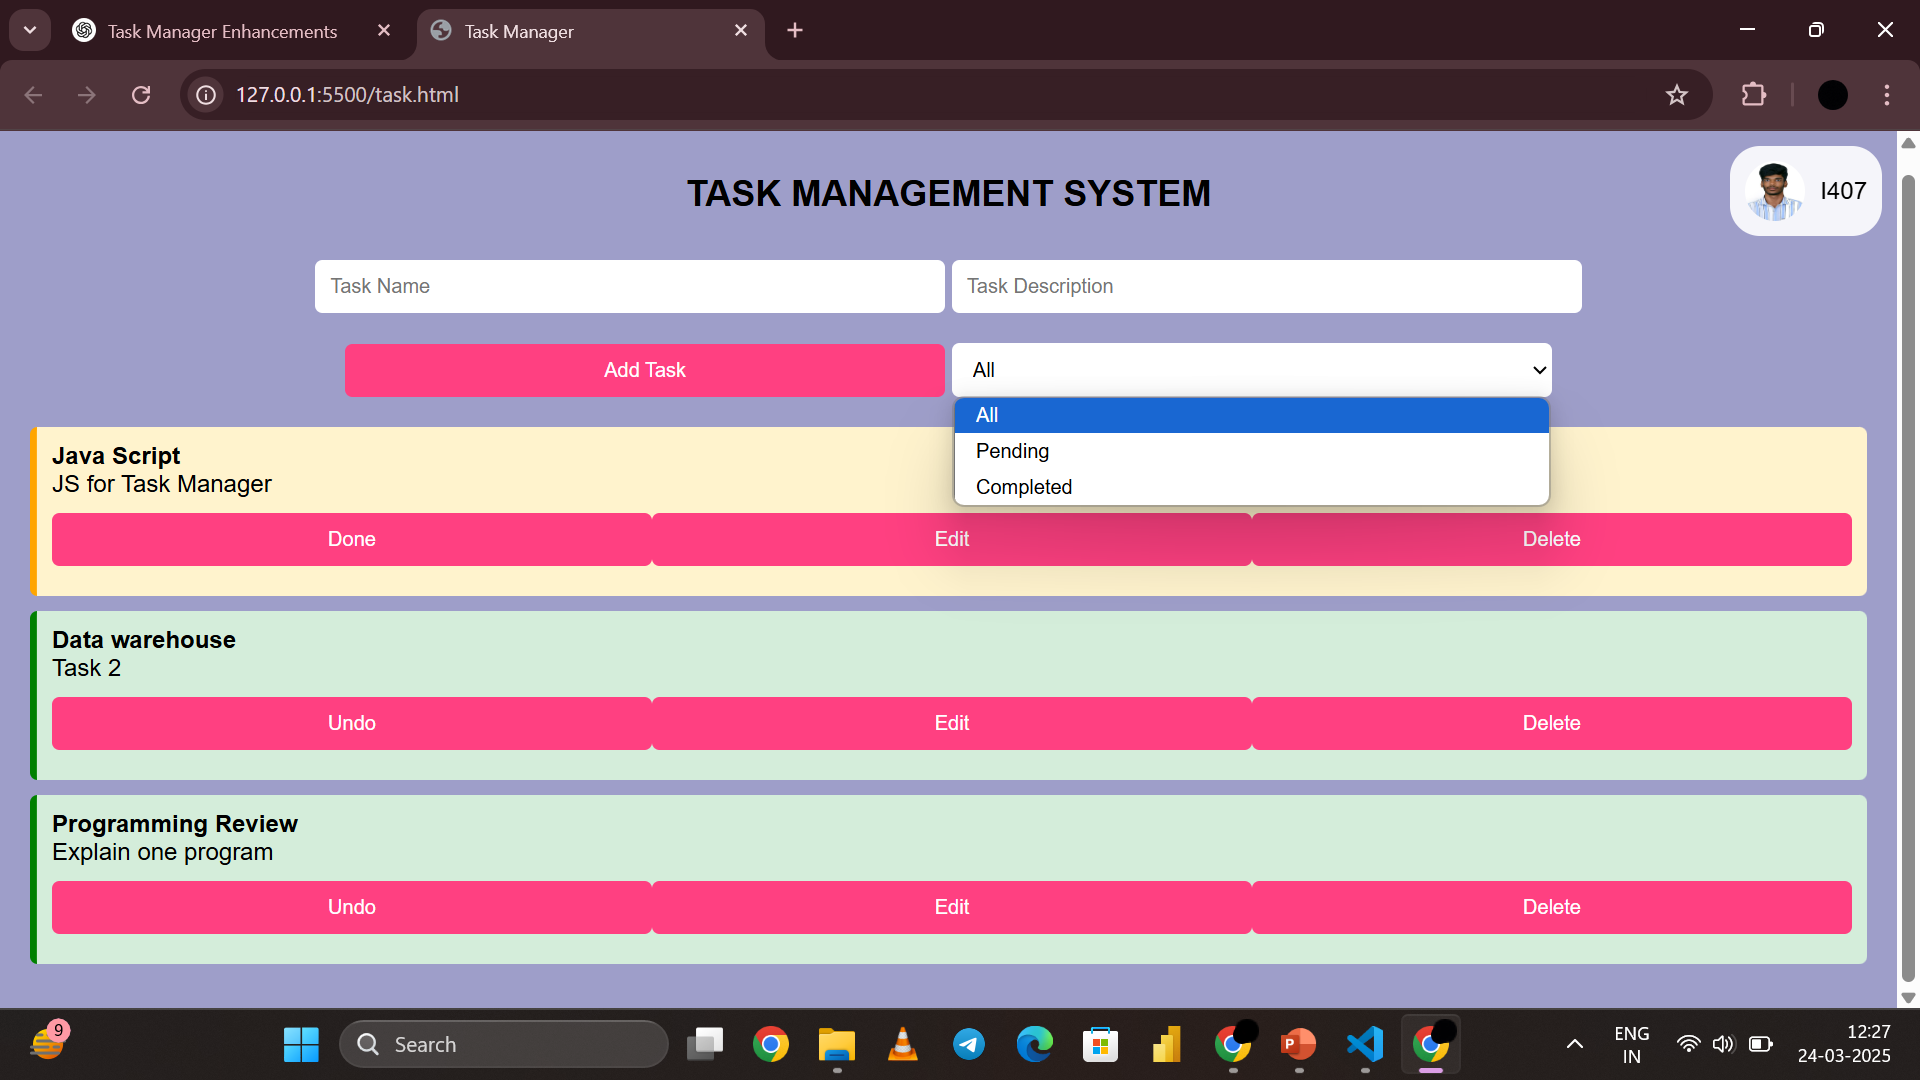 Task Manager Enhancements
Task Manager
127.0.0.1:5500/task.html
TASK MANAGEMENT SYSTEM
I407
Task Name
Task Description
Add Task
All
All
Pending
Completed
Java Script
JS for Task Manager
Done
Edit
Delete
Data warehouse
Task 2
Undo
Edit
Delete
Programming Review
Explain one program
Undo
Edit
Delete
9
Search
P
ENG
IN
12:27
24-03-2025